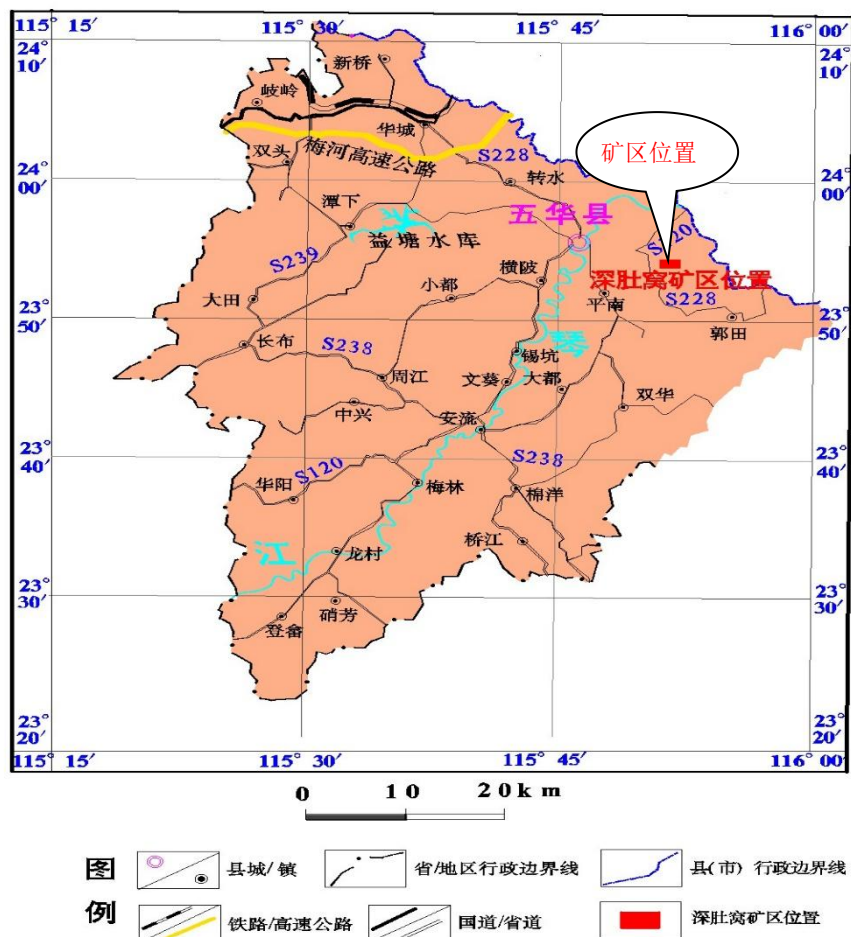 115° 15′ 115° 30′ 115° 45′ 116° 00′
24° 10′
24° 10′
新桥
岐岭
华城
双头
梅河高速公路
S228
转水
矿区位置
24° 00′
24° 00′
潭下
五华县
益塘水库
S239
横陂
S120
深肚窝矿区位置
小都
大田
平南
S228
郭田
23° 50′
23° 50′
长布
S238
锡坑
琴
周江
文葵
大都
双华
中兴
安流
23° 40′
23° 40′
S238
华阳
S120
梅林
棉洋
江
龙村
桥江
23° 30′
23° 30′
硝芳
登畲
23° 20′
23° 20′
115° 15′ 115° 30′ 115° 45′ 116° 00′
0 10 20km
图例
县城/镇
省/地区行政边界线
县(市) 行政边界线
铁路/高速公路
国道/省道
深肚窝矿区位置